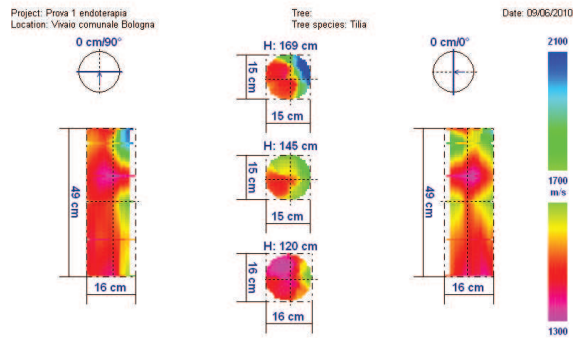 Project: Prova 1 endoterapia
Tree:
Date: 09/06/2010
Location: Vivaio comunale Bologna
Tree species: Tilia
0 cm/90°
H: 169 cm
0 cm/0°
2100
15 cm
15 cm
H: 145 cm
15 cm
15 cm
49 cm
49 cm
1700
m/s
H: 120 cm
16 cm
16 cm
16 cm
16 cm
1300